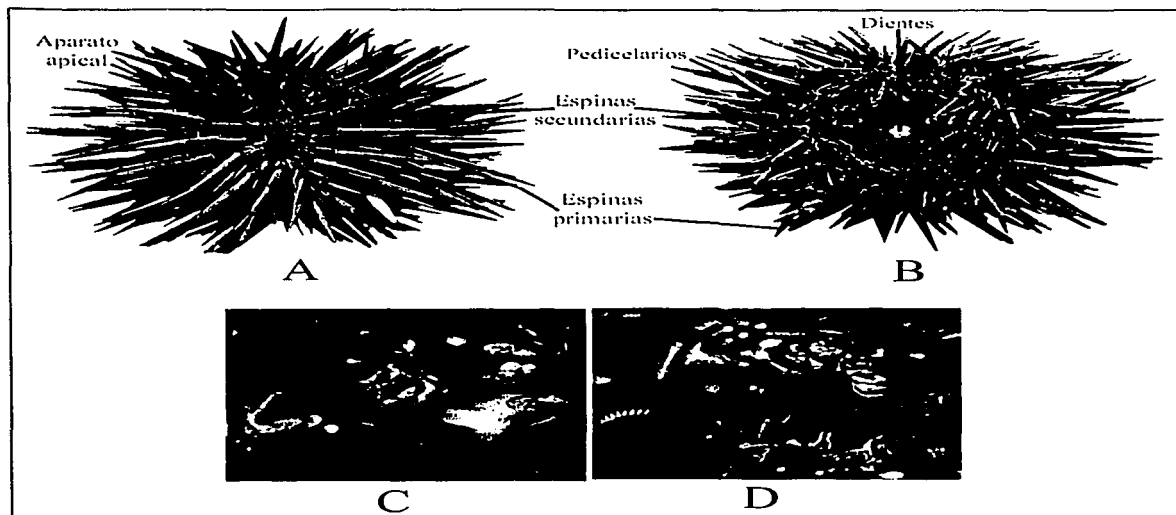 Dientes
Aparato
apical
Pedicelarios
Espinas
secundarias
Espinas
primarias
A
B
C
D